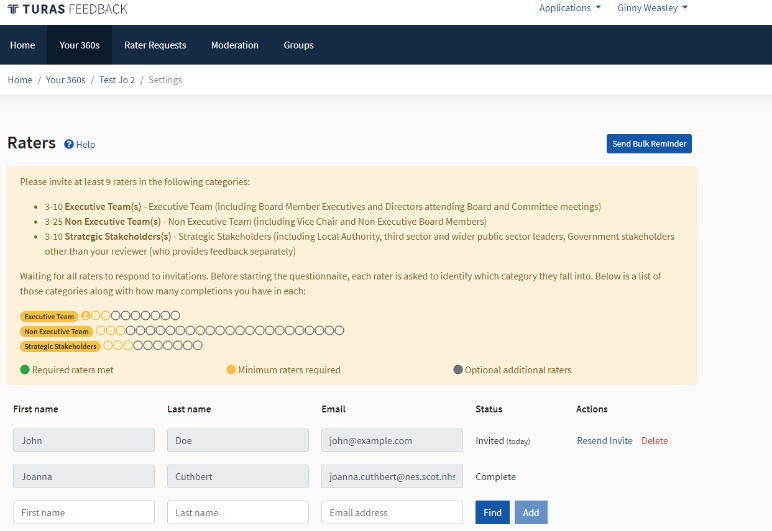 TURAS FEEDBACK Applications Ginny Weasley
Home Your 360s Rater Requests Moderation Groups
Home / Your 360s / Test Jo 2 / Settings
Raters ? Help Send Bulk Reminder
Please invite at least 9 raters in the following categories:
• 3-10 Executive Team(s) - Executive Team (including Board Member Executives and Directors attending Board and Committee meetings)
• 3-25 Non Executive Team(s) - Non Executive Team (including Vice Chair and Non Executive Board Members)
• 3-10 Strategic Stakeholders(s) - Strategic Stakeholders (including Local Authority, third sector and wider public sector leaders, Government stakeholders
other than your reviewer (who provides feedback separately)
Waiting for all raters to respond to invitations. Before starting the questionnaire, each rater is asked to identify which category they fall into. Below is a list of
those categories along with how many completions you have in each:
Executive Team
Non Executive Team
Strategic Stakeholders
Required raters met Minimum raters required Optional additional raters
First name Last name Email Status Actions
John Doe john@example.com Invited (today) Resend Invite Delete
Joanna Cuthbert joanna.cuthbert@nes.scot.nhs Complete
First name Last name Email address Find Add